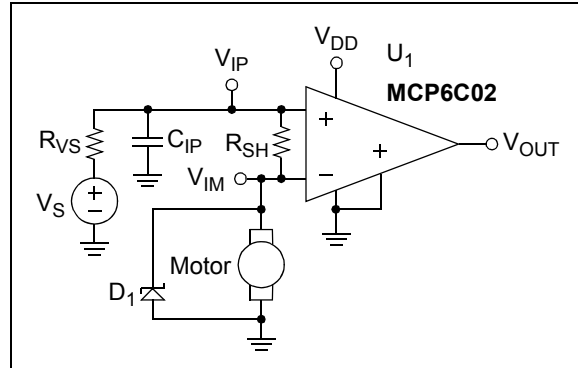 V_DD
U_1
V_IP
MCP6C02
+
R_VS
C_IP
R_SH
+
V_OUT
+
−
V_IM
−
V_S
Motor
D_1